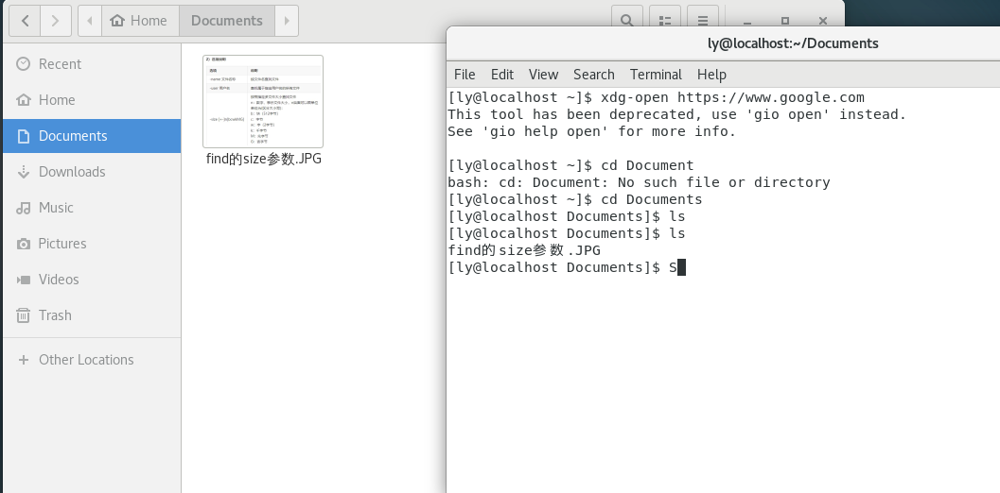 Home
Documents
Recent
Home
Documents
Downloads
Music
Pictures
Videos
Trash
Other Locations
选项
说明
find的size参数.JPG
ly@localhost:~/Documents
File Edit View Search Terminal Help
[ly@localhost ~]$ xdg-open https://www.google.com
This tool has been deprecated, use 'gio open' instead.
See 'gio help open' for more info.
[ly@localhost ~]$ cd Document
bash: cd: Document: No such file or directory
[ly@localhost ~]$ cd Documents
[ly@localhost Documents]$ ls
[ly@localhost Documents]$ ls
find的size参数.JPG
[ly@localhost Documents]$ S